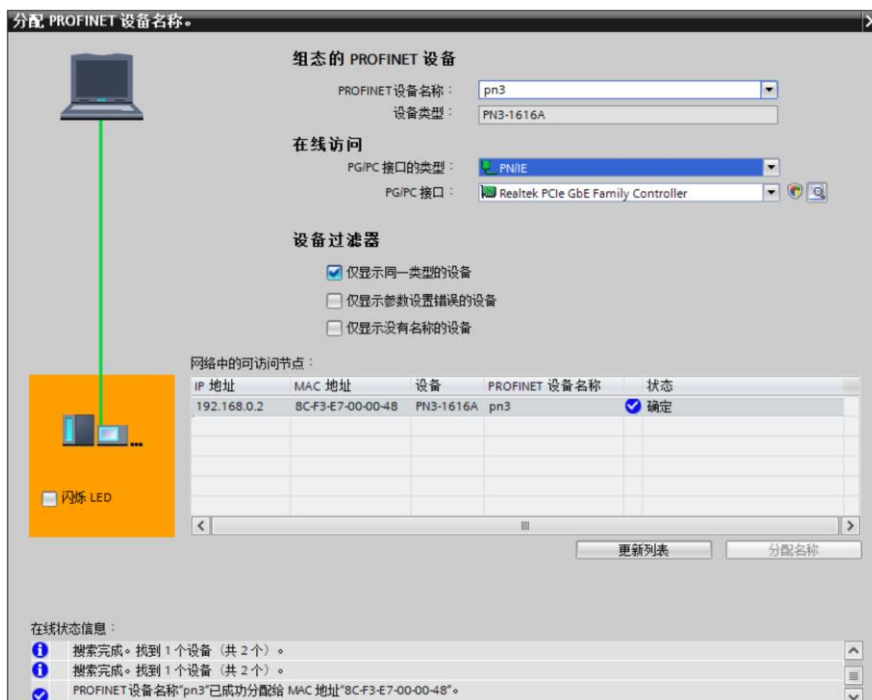 分配 PROFINET 设备名称。
组态的 PROFINET 设备
PROFINET设备名称：
pn3
设备类型：
PN3-1616A
在线访问
PG/PC 接口的类型：
PN/IE
PG/PC 接口：
Realtek PCIe GbE Family Controller
设备过滤器
仅显示同一类型的设备
仅显示参数设置错误的设备
仅显示没有名称的设备
网络中的可访问节点：
IP 地址 MAC 地址 设备 PROFINET 设备名称 状态
192.168.0.2 8C-F3-E7-00-00-48 PN3-1616A pn3 确定
...
闪烁 LED
更新列表
分配名称
在线状态信息：
搜索完成。找到 1 个设备（共 2 个）。
搜索完成。找到 1 个设备（共 2 个）。
PROFINET设备名称"pn3"已成功分配给 MAC 地址"8C-F3-E7-00-00-48"。